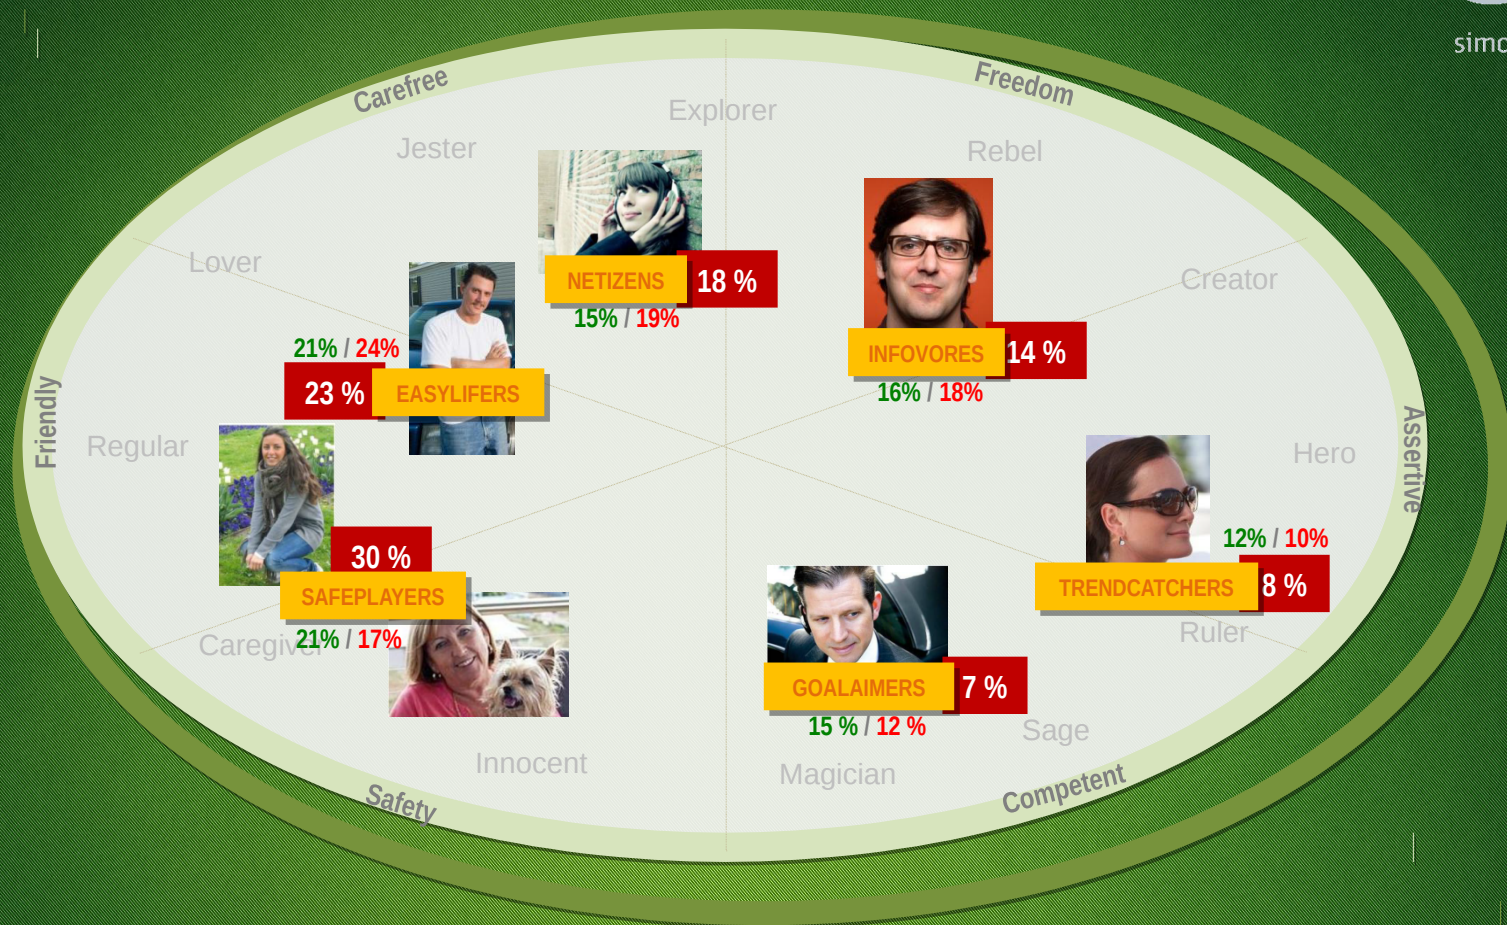 simo
Carefree
Freedom
Explorer
Jester
Rebel
Lover
NETIZENS
18 %
15% / 19%
Creator
21% / 24%
23 %
EASYLIFERS
INFOVORES
14 %
16% / 18%
Friendly
Regular
Hero
Assertive
30 %
SAFEPLAYERS
21% / 17%
Caregiver
12% / 10%
TRENDCATCHERS
8 %
Ruler
GOALAIMERS
7 %
15 % / 12 %
Sage
Innocent
Magician
Safety
Competent